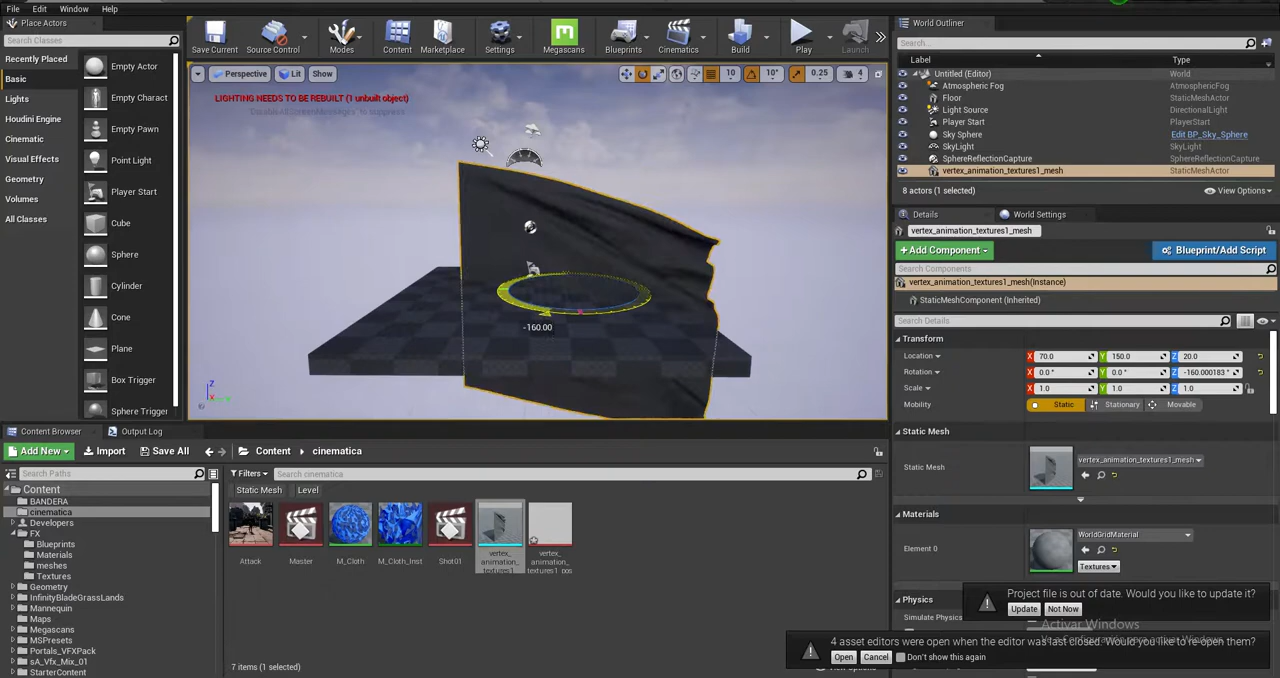 File Edit Window Help
Place Actors
Search Classes
Recently Placed
Basic
Lights
Houdini Engine
Cinematic
Visual Effects
Geometry
Volumes
All Classes
Empty Actor
Empty Charact
Empty Pawn
Point Light
Player Start
Cube
Sphere
Cylinder
Cone
Plane
Box Trigger
Sphere Trigger
Save Current
Source Control
Modes
Content
Marketplace
Settings
Megascans
Blueprints
Cinematics
Build
Play
Launch
Perspective Lit Show
10 10° 0.25 4
LIGHTING NEEDS TO BE REBUILT (1 unbuilt object)
-160.00
Z
World Outliner
Search...
Label Type
Untitled (Editor) World
Atmospheric Fog AtmosphericFog
Floor StaticMeshActor
Light Source DirectionalLight
Player Start PlayerStart
Sky Sphere Edit BP_Sky_Sphere
SkyLight SkyLight
SphereReflectionCapture SphereReflectionCapture
vertex_animation_textures1_mesh StaticMeshActor
8 actors (1 selected) View Options
Details World Settings
vertex_animation_textures1_mesh
Add Component Blueprint/Add Script
Search Components
vertex_animation_textures1_mesh(Instance)
StaticMeshComponent (Inherited)
Search Details
Transform
Location X 70.0 Y 150.0 Z 20.0
Rotation X 0.0 ° Y 0.0 ° Z -160.000183 °
Scale X 1.0 Y 1.0 Z 1.0
Mobility Static Stationary Movable
Static Mesh
Static Mesh vertex_animation_textures1_mesh
Materials
Element 0 WorldGridMaterial
Textures
Physics
Simulate Physics
Project file is out of date. Would you like to update it?
Update Not Now
Activar Windows
4 asset editors were open when the editor was last closed. Would you like to re-open them?
Open Cancel Don't show this again
Content Browser Output Log
Add New Import Save All Content cinematica
Search Paths
Content
BANDERA
cinematica
Developers
FX
Blueprints
Materials
meshes
Textures
Geometry
InfinityBladeGrassLands
Mannequin
Maps
Megascans
MSPresets
Portals_VFXPack
sA_Vfx_Mix_01
StarterContent
Filters Search cinematica
Static Mesh Level
Attack
Master
M_Cloth
M_Cloth_Inst
Shot01
vertex_
animation_
textures1_
vertex_
animation_
textures1_pos
7 items (1 selected)